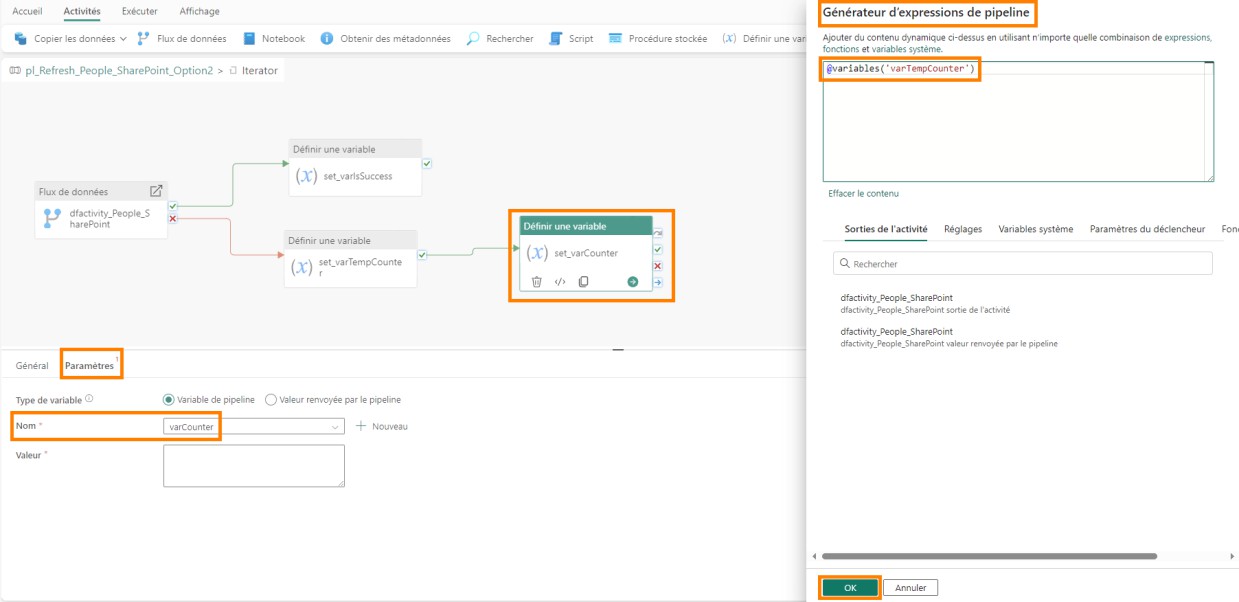 Accueil Activités Exécuter Affichage
Copier les données Flux de données Notebook Obtenir des métadonnées Rechercher Script Procédure stockée (x) Définir une var
pl_Refresh_People_SharePoint_Option2 > Iterator
Flux de données
dfactivity_People_S
harePoint
Définir une variable
(x) set_varIsSuccess
Définir une variable
(x) set_varTempCounte
r
Définir une variable
(x) set_varCounter
Général Paramètres 1
Type de variable Variable de pipeline Valeur renvoyée par le pipeline
Nom * varCounter Nouveau
Valeur *
Générateur d'expressions de pipeline
Ajouter du contenu dynamique ci-dessus en utilisant n'importe quelle combinaison de expressions,
fonctions et variables système.
@variables('varTempCounter')
Effacer le contenu
Sorties de l'activité Réglages Variables système Paramètres du déclencheur Fonc
Rechercher
dfactivity_People_SharePoint
dfactivity_People_SharePoint sortie de l'activité
dfactivity_People_SharePoint
dfactivity_People_SharePoint valeur renvoyée par le pipeline
OK Annuler